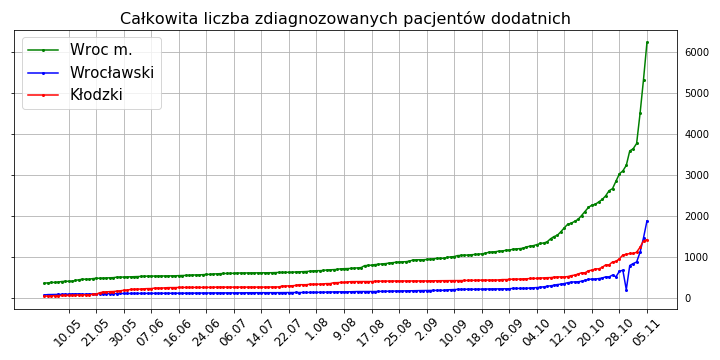 Całkowita liczba zdiagnozowanych pacjentów dodatnich
Wroc m.
Wrocławski
Kłodzki
6000
5000
4000
3000
2000
1000
0
10.05 21.05 30.05 07.06 16.06 24.06 06.07 14.07 22.07 1.08 9.08 17.08 25.08 2.09 10.09 18.09 26.09 04.10 12.10 20.10 28.10 05.11